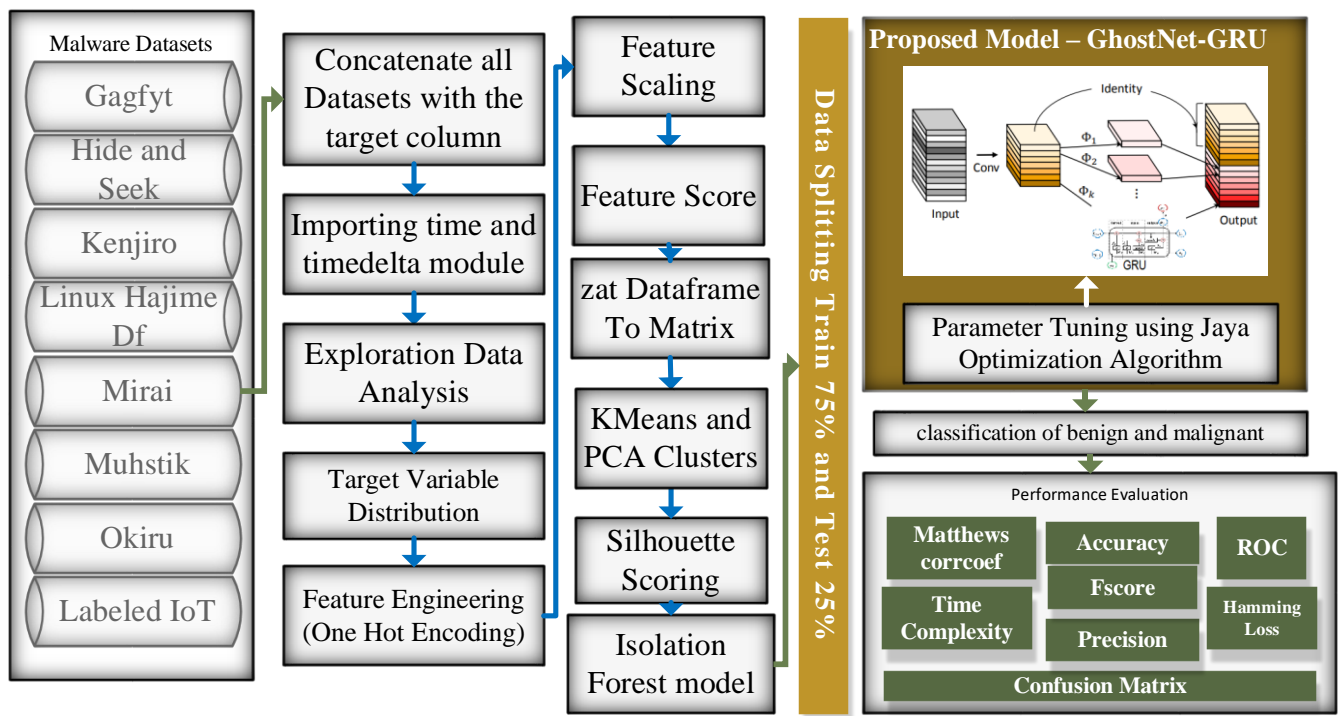 Malware Datasets
Gagfyt
Hide and
Seek
Kenjiro
Linux Hajime
Df
Mirai
Muhstik
Okiru
Labeled IoT
Concatenate all
Datasets with the
target column
Importing time and
timedelta module
Exploration Data
Analysis
Target Variable
Distribution
Feature Engineering
(One Hot Encoding)
Feature
Scaling
Feature Score
zat Dataframe
To Matrix
KMeans and
PCA Clusters
Silhouette
Scoring
Isolation
Forest model
Data Splitting Train 75% and Test 25%
Proposed Model – GhostNet-GRU
Identity
Φ1
Φ2
Φk
Conv
Input
Output
GRU
Parameter Tuning using Jaya
Optimization Algorithm
classification of benign and malignant
Performance Evaluation
Matthews
corrcoef
Accuracy
ROC
Fscore
Time
Complexity
Hamming
Loss
Precision
Confusion Matrix